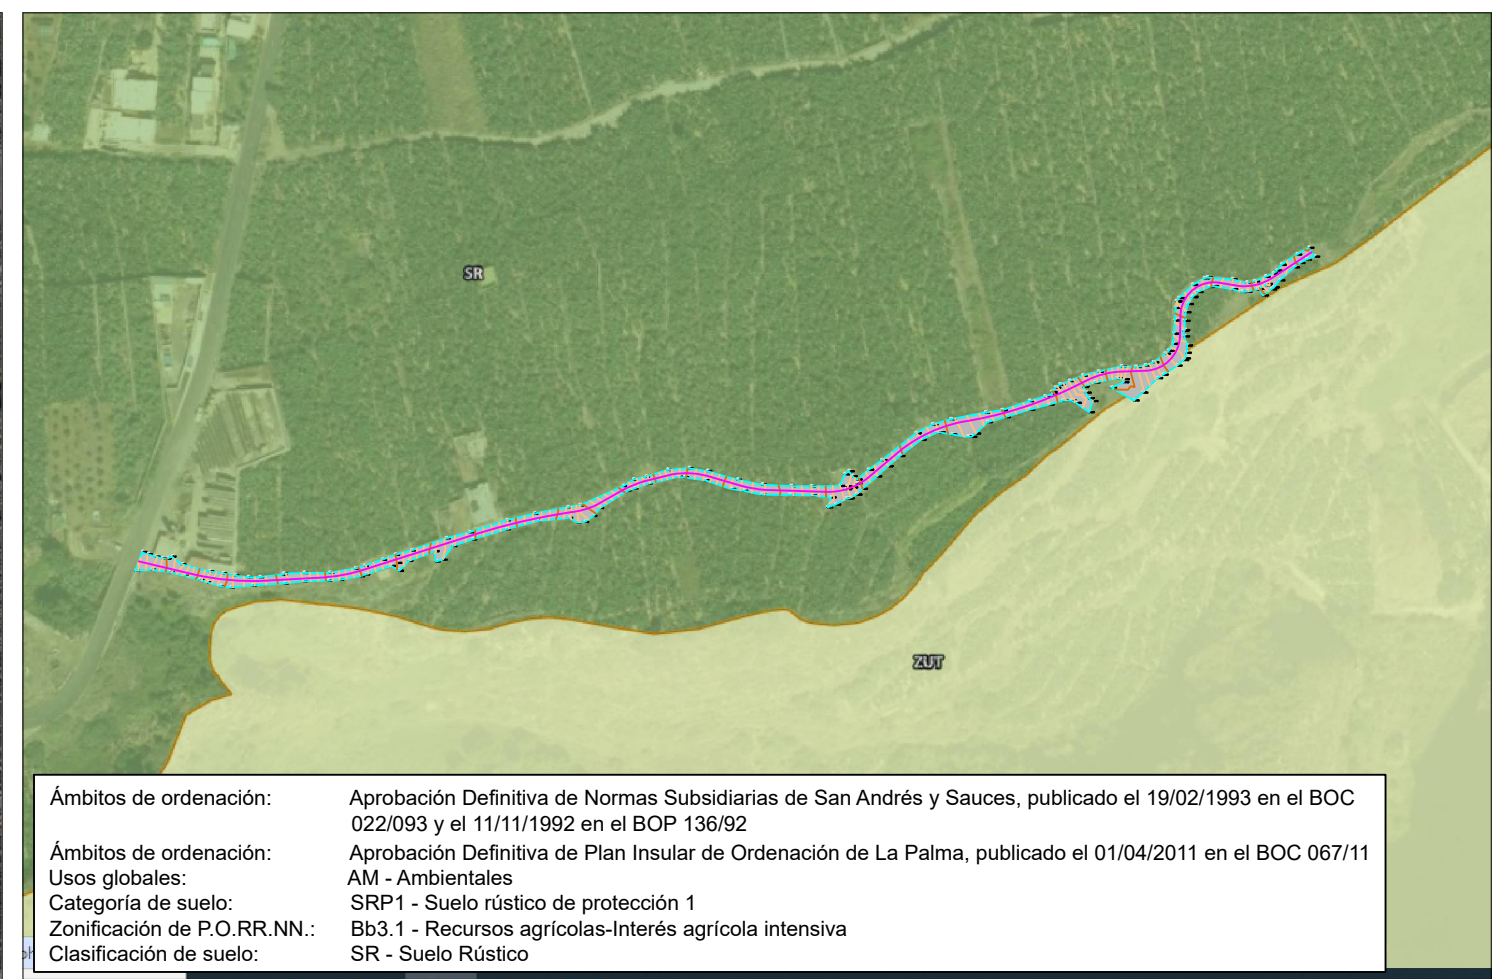 SR
ZUT
Ámbitos de ordenación: Aprobación Definitiva de Normas Subsidiarias de San Andrés y Sauces, publicado el 19/02/1993 en el BOC
022/093 y el 11/11/1992 en el BOP 136/92
Ámbitos de ordenación: Aprobación Definitiva de Plan Insular de Ordenación de La Palma, publicado el 01/04/2011 en el BOC 067/11
Usos globales: AM - Ambientales
Categoría de suelo: SRP1 - Suelo rústico de protección 1
Zonificación de P.O.RR.NN.: Bb3.1 - Recursos agrícolas-Interés agrícola intensiva
Clasificación de suelo: SR - Suelo Rústico